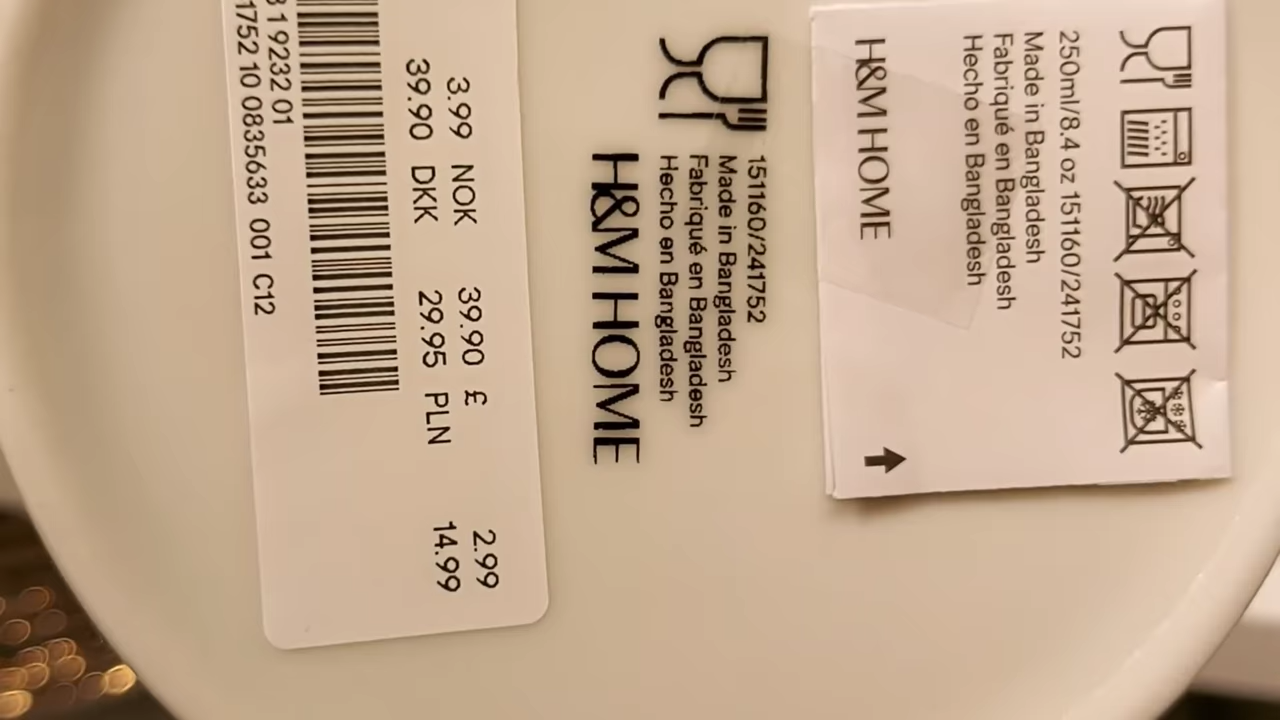 250ml/8.4 oz 151160/241752
Made in Bangladesh
Fabriqué en Bangladesh
Hecho en Bangladesh
H&M HOME
151160/241752
Made in Bangladesh
Fabriqué en Bangladesh
Hecho en Bangladesh
H&M HOME
3.99 NOK 39.90 £ 2.99
39.90 DKK 29.95 PLN 14.99
9232 01
1752 10 0835633 001 C12